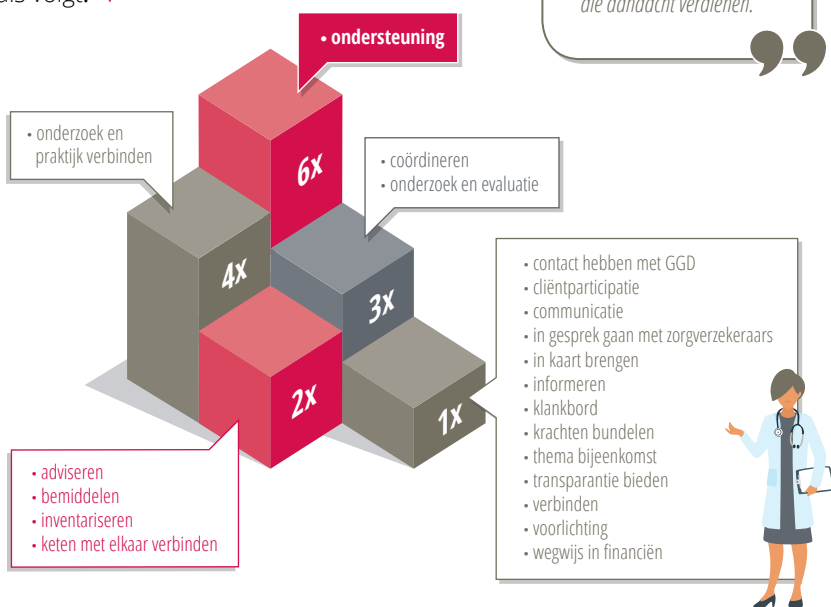 als volgt:
die aandacht verdienen.
• ondersteuning
• onderzoek en
praktijk verbinden
6x
• coördineren
• onderzoek en evaluatie
4x
3x
2x
1x
• contact hebben met GGD
• cliëntparticipatie
• communicatie
• in gesprek gaan met zorgverzekeraars
• in kaart brengen
• informeren
• klankbord
• krachten bundelen
• thema bijeenkomst
• transparantie bieden
• verbinden
• voorlichting
• wegwijs in financiën
• adviseren
• bemiddelen
• inventariseren
• keten met elkaar verbinden